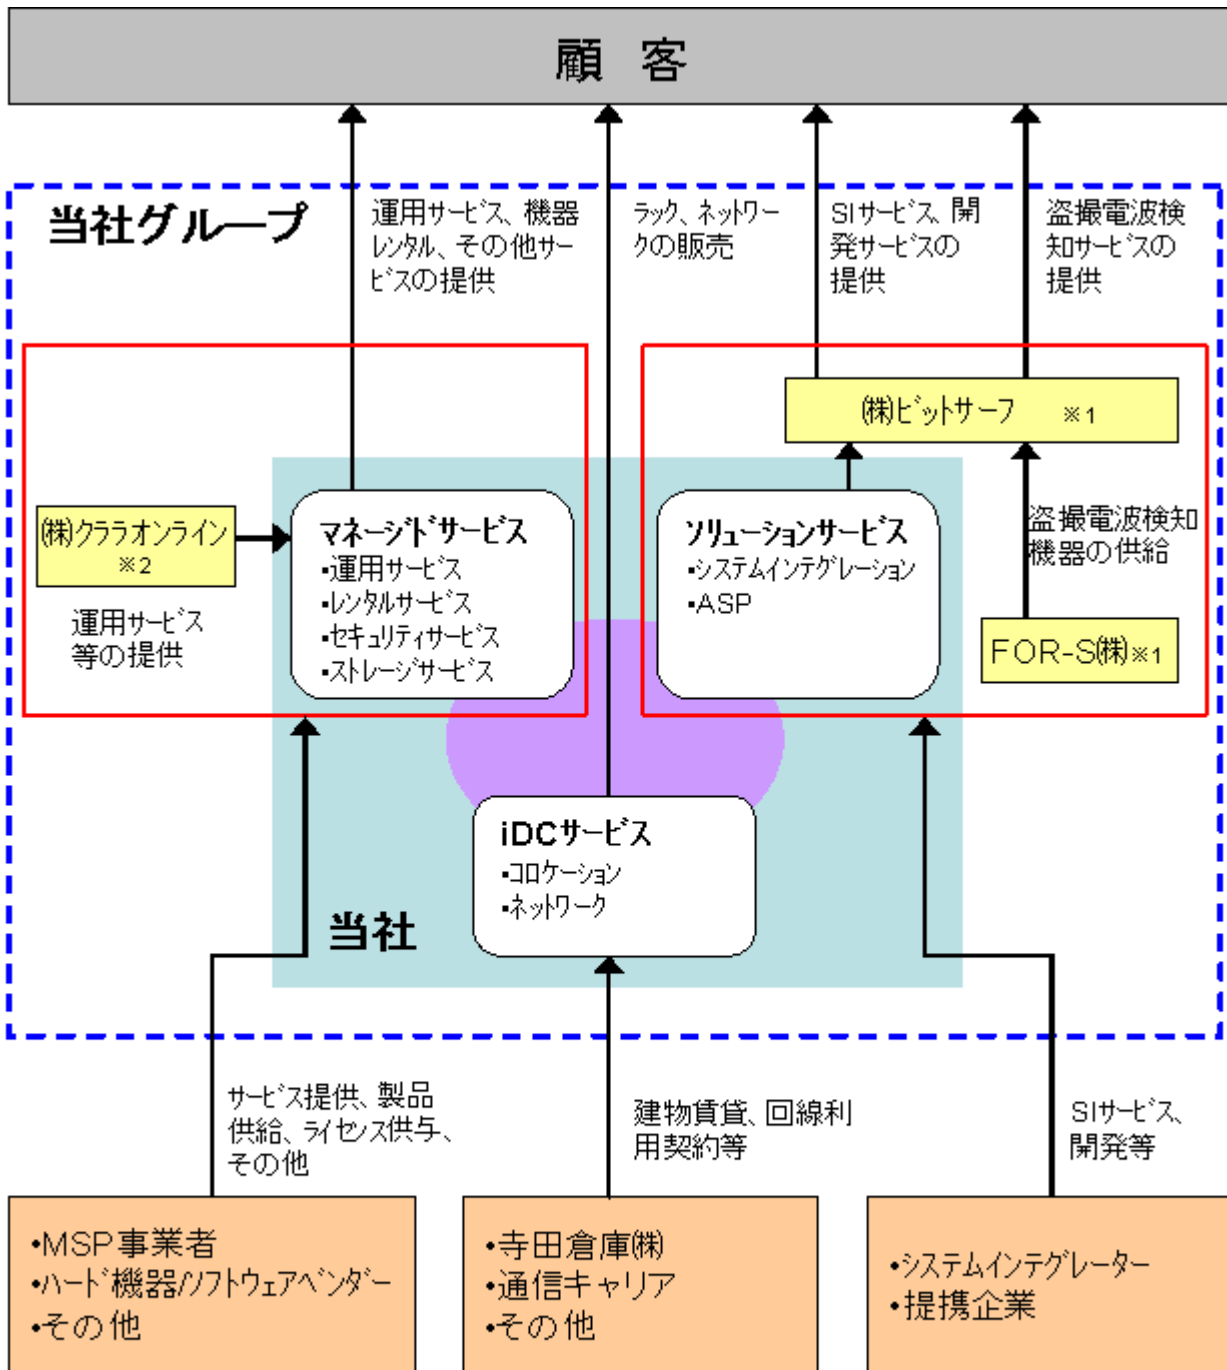 顧 客
当社グループ
運用サービス、機器
レンタル、その他サー
ビスの提供
ラック、ネットワー
クの販売
SIサービス、開
発サービスの
提供
盗撮電波検
知サービスの
提供
㈱ビットサーフ ※1
㈱クララオンライン
※2
運用サービス
等の提供
マネージドサービス
▪運用サービス
▪レンタルサービス
▪セキュリティサービス
▪ストレージサービス
ソリューションサービス
▪システムインテグレーション
▪ASP
盗撮電波検知
機器の供給
FOR-S㈱※1
iDCサービス
▪コロケーション
▪ネットワーク
当社
サービス提供、製品
供給、ライセンス供与、
その他
建物賃貸、回線利
用契約等
SIサービス、
開発等
•MSP事業者
•ハード機器/ソフトウェアベンダー
•その他
•寺田倉庫㈱
•通信キャリア
•その他
•システムインテグレーター
•提携企業